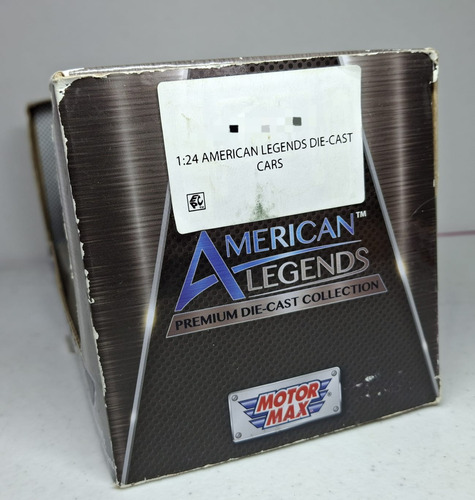 1:24 AMERICAN LEGENDS DIE-CAST
CARS
AMERICAN™
LEGENDS
PREMIUM DIE-CAST COLLECTION
MOTOR
MAX